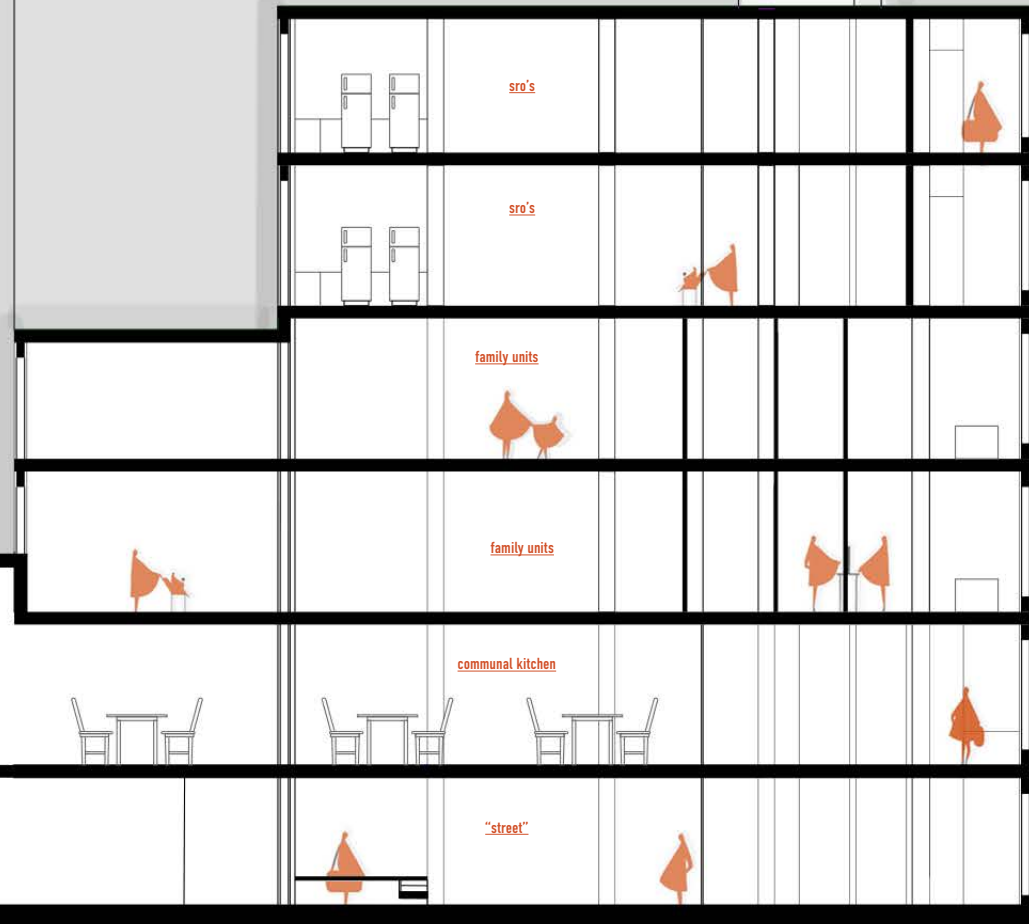 sro's
sro's
family units
family units
communal kitchen
“street”